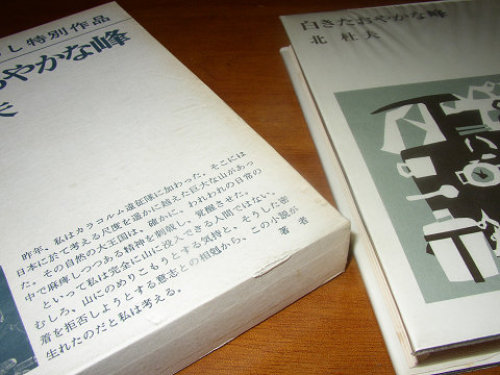 し特別作品
やかな峰
夫
昨年、私はカラコルム遠征隊に加わった。そこには
日本に於て考える尺度を遥かに越えた巨大な山があっ
た。その自然の大王国は、確かに、われわれの日常の
中で麻痺しつつある精神を刺戟し、覚醒させた。
といって私は完全に山に没入できる人間ではない。
むしろ、山にのめりこもうとする気持と、そうした密
着を拒否しようとする意志との相剋から、この小説が
生れたのだと私は考える。
著者
白きたおやかな峰
北杜夫